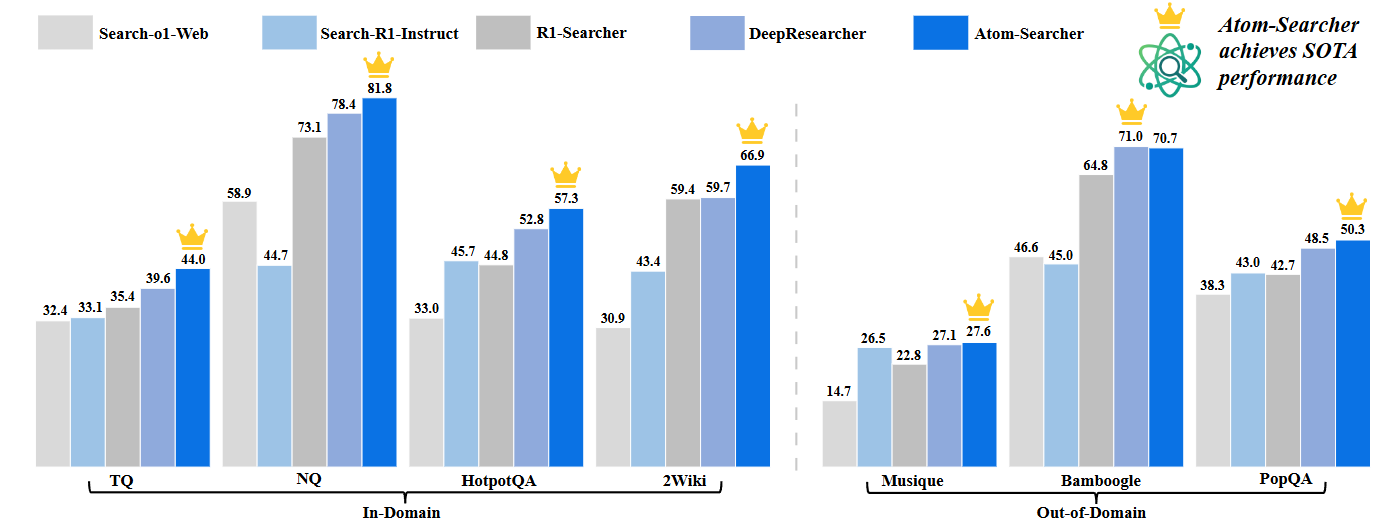 Search-o1-Web
Search-R1-Instruct
R1-Searcher
DeepResearcher
Atom-Searcher
Atom-Searcher
achieves SOTA
performance
32.4
33.1
35.4
39.6
44.0
58.9
44.7
73.1
78.4
81.8
33.0
45.7
44.8
52.8
57.3
30.9
43.4
59.4
59.7
66.9
14.7
26.5
22.8
27.1
27.6
46.6
45.0
64.8
71.0
70.7
38.3
43.0
42.7
48.5
50.3
TQ
NQ
HotpotQA
2Wiki
Musique
Bamboogle
PopQA
In-Domain
Out-of-Domain